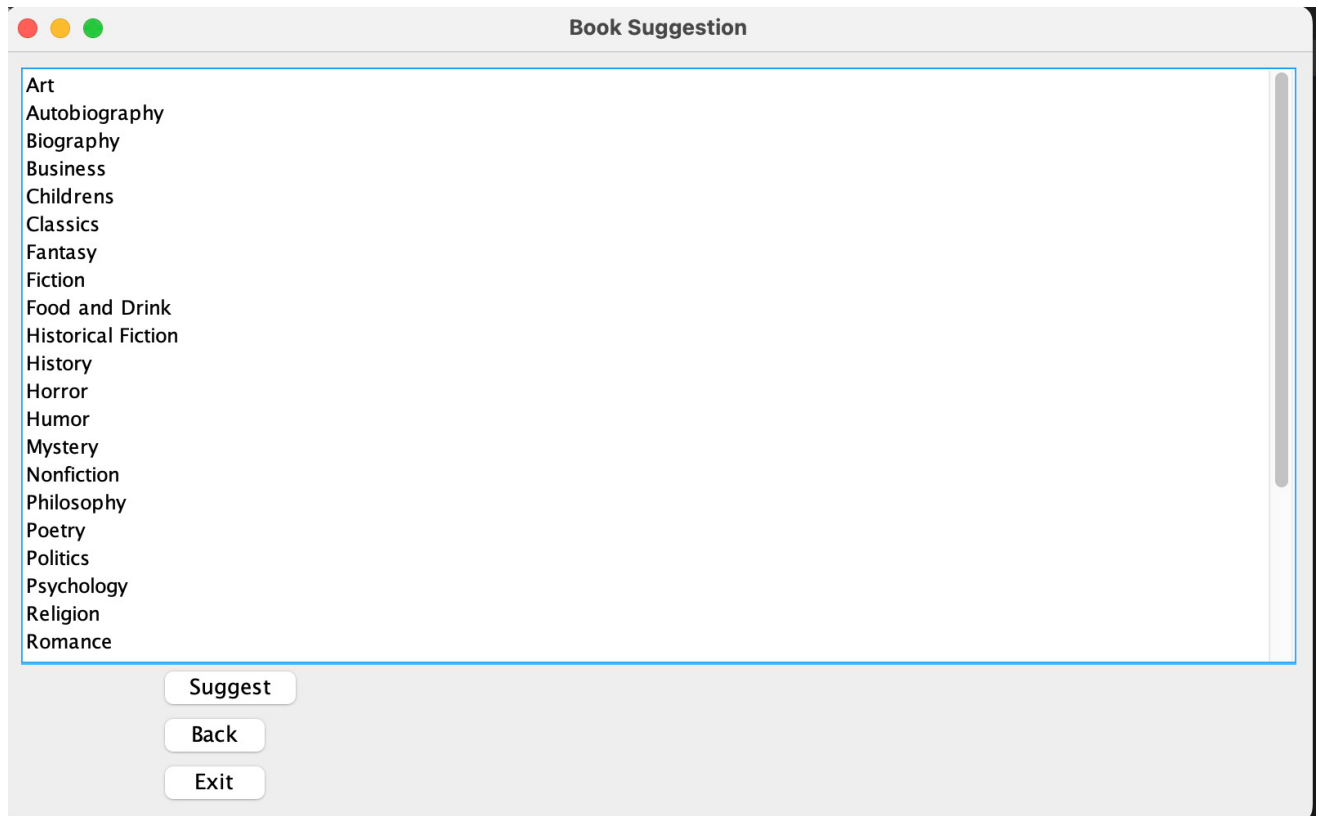 Book Suggestion
Art
Autobiography
Biography
Business
Childrens
Classics
Fantasy
Fiction
Food and Drink
Historical Fiction
History
Horror
Humor
Mystery
Nonfiction
Philosophy
Poetry
Politics
Psychology
Religion
Romance
Suggest
Back
Exit